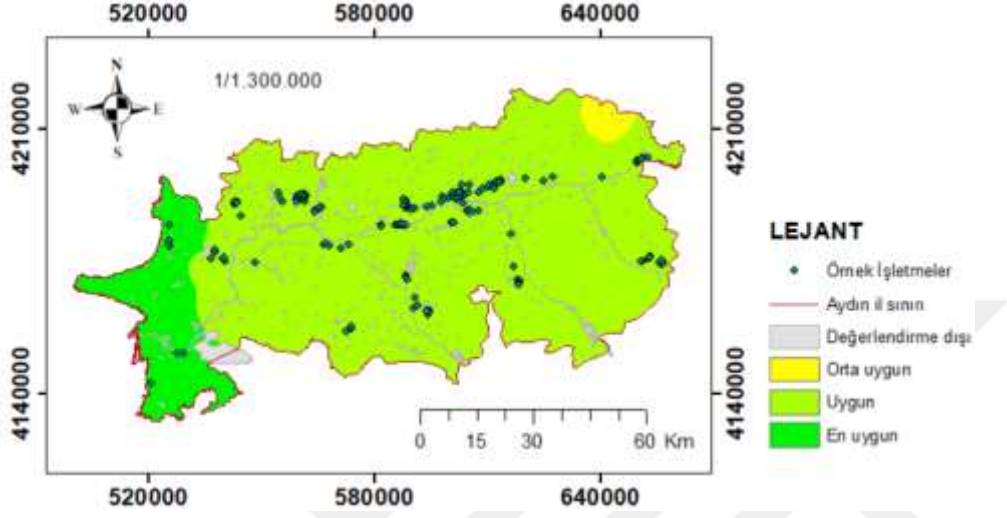 520000 580000 640000
N
W E
S
1/1.300.000
4210000 4210000
4140000 4140000
0 15 30 60 Km
520000 580000 640000
LEJANT
Örnek İşletmeler
Aydın il sınırı
Değerlendirme dışı
Orta uygun
Uygun
En uygun